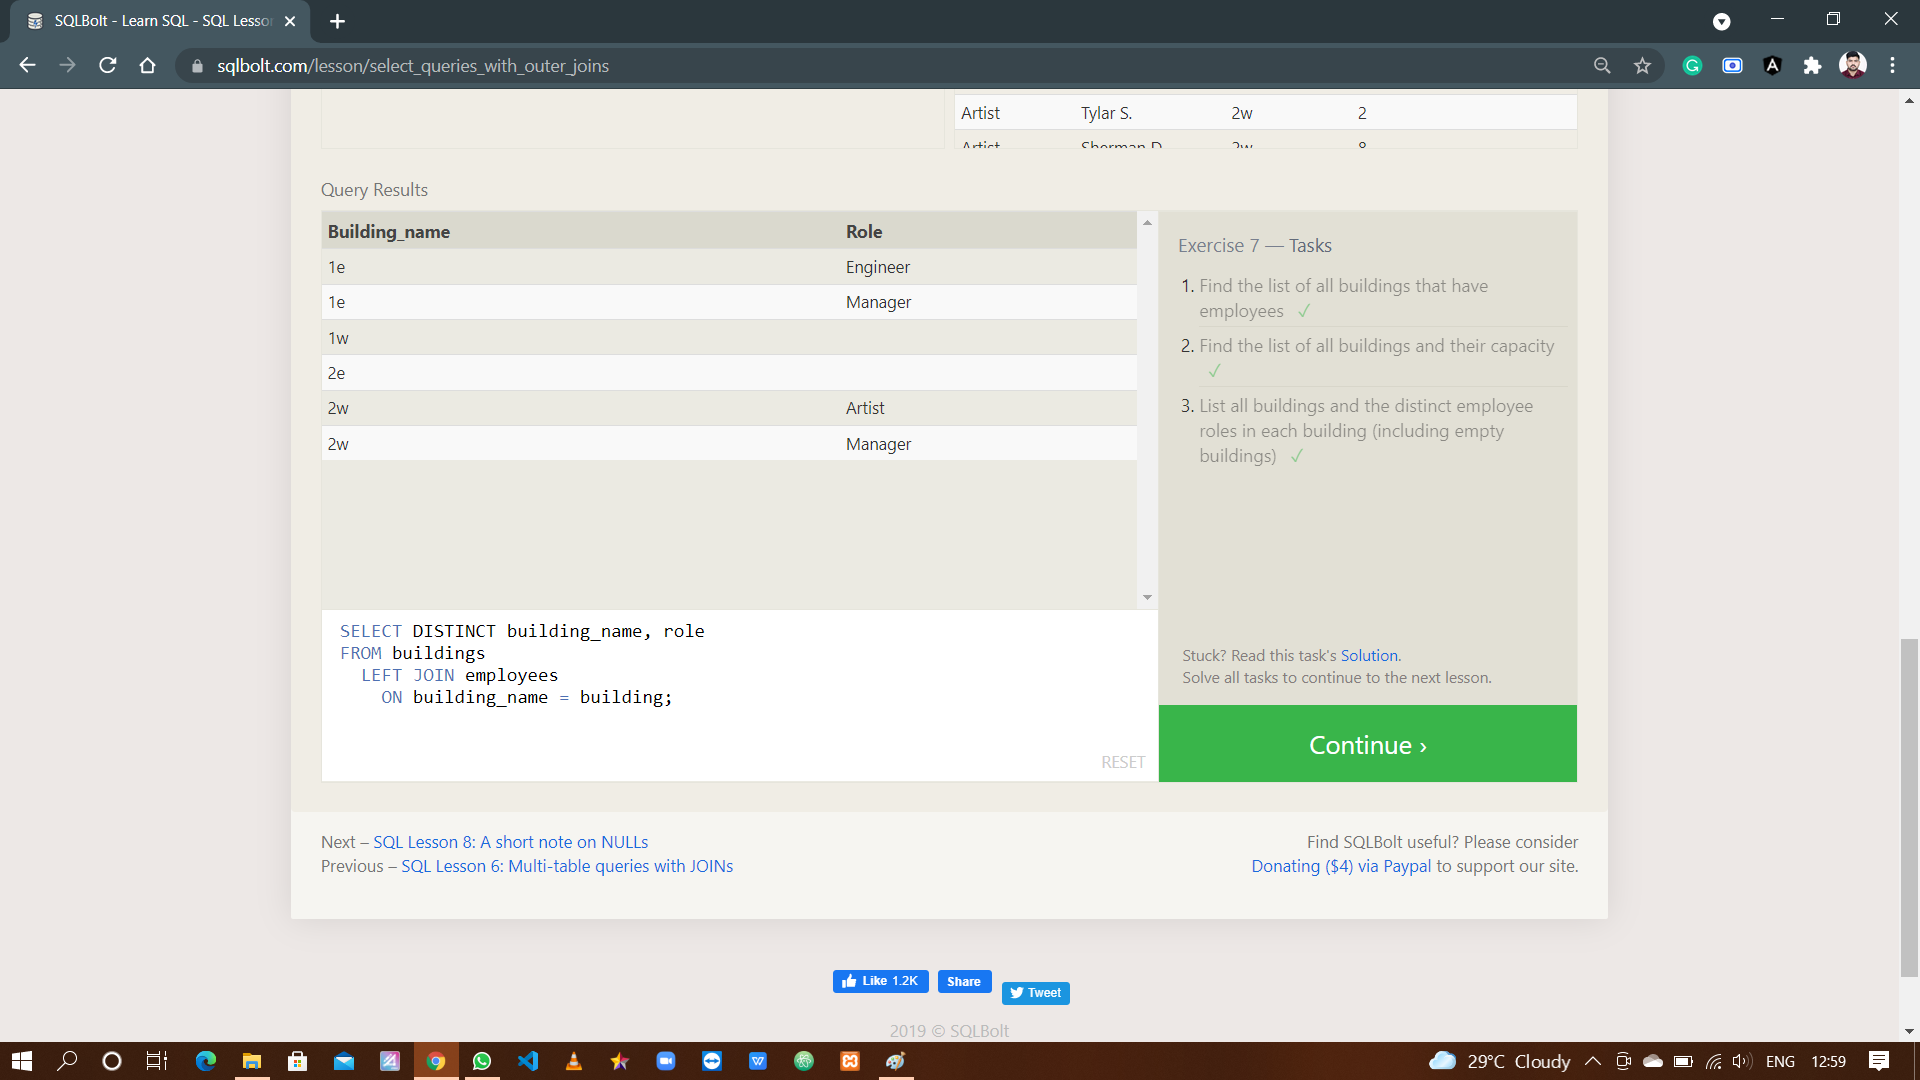 SQLBolt - Learn SQL - SQL Lesso
sqlbolt.com/lesson/select_queries_with_outer_joins
Artist Tylar S. 2w 2
Artist Sherman D. 2w 8
Query Results
Building_name Role
1e Engineer
1e Manager
1w
2e
2w Artist
2w Manager
Exercise 7 — Tasks
1. Find the list of all buildings that have
employees ✓
2. Find the list of all buildings and their capacity
✓
3. List all buildings and the distinct employee
roles in each building (including empty
buildings) ✓
SELECT DISTINCT building_name, role
FROM buildings
LEFT JOIN employees
ON building_name = building;
RESET
Stuck? Read this task's Solution.
Solve all tasks to continue to the next lesson.
Continue ›
Next – SQL Lesson 8: A short note on NULLs
Previous – SQL Lesson 6: Multi-table queries with JOINs
Find SQLBolt useful? Please consider
Donating ($4) via Paypal to support our site.
Like 1.2K Share Tweet
2019 © SQLBolt
29°C Cloudy ENG 12:59